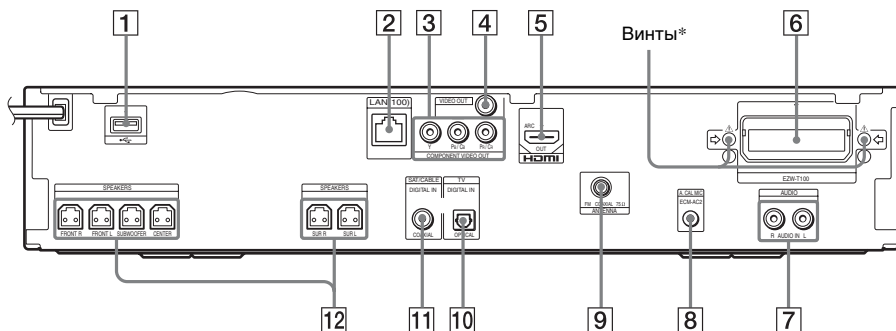 1
2
3
4
5
Винты*
6
LAN(100)
VIDEO OUT
Y
PB / CB
PR / CR
COMPONENT VIDEO OUT
ARC
OUT
HDMI
EZW-T100
SPEAKERS
FRONT R
FRONT L
SUBWOOFER
CENTER
SPEAKERS
SUR R
SUR L
SAT/CABLE
DIGITAL IN
COAXIAL
TV
DIGITAL IN
OPTICAL
FM COAXIAL 75Ω
ANTENNA
A. CAL MIC
ECM-AC2
AUDIO
R AUDIO IN L
12
11
10
9
8
7